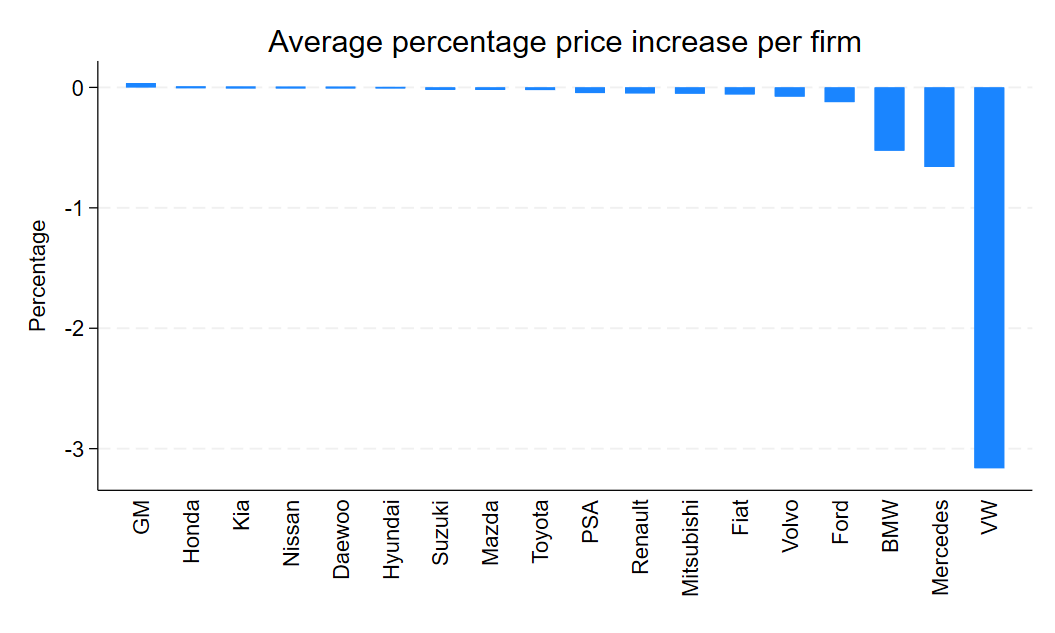 Average percentage price increase per firm
Percentage
0
-1
-2
-3
GM
Honda
Kia
Nissan
Daewoo
Hyundai
Suzuki
Mazda
Toyota
PSA
Renault
Mitsubishi
Fiat
Volvo
Ford
BMW
Mercedes
VW